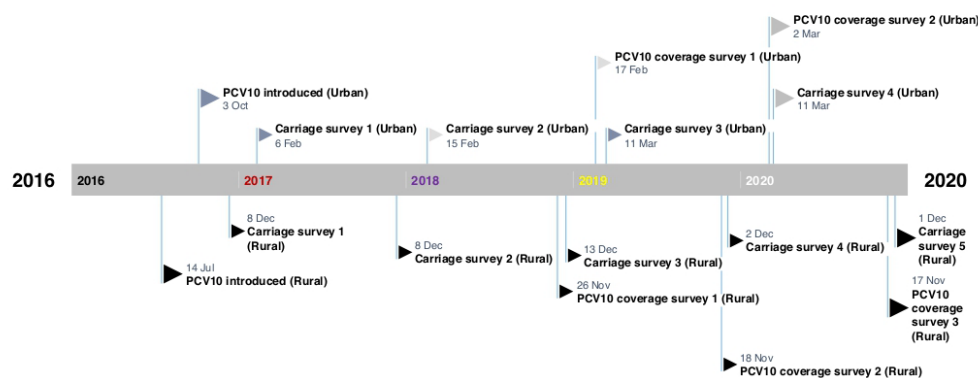 PCV10 coverage survey 2 (Urban)
2 Mar
PCV10 coverage survey 1 (Urban)
17 Feb
PCV10 introduced (Urban)
3 Oct
Carriage survey 4 (Urban)
11 Mar
Carriage survey 1 (Urban)
6 Feb
Carriage survey 2 (Urban)
15 Feb
Carriage survey 3 (Urban)
11 Mar
2016
2016
2017
2018
2019
2020
2020
8 Dec
Carriage survey 1
(Rural)
14 Jul
PCV10 introduced (Rural)
8 Dec
Carriage survey 2 (Rural)
13 Dec
Carriage survey 3 (Rural)
26 Nov
PCV10 coverage survey 1 (Rural)
2 Dec
Carriage survey 4 (Rural)
18 Nov
PCV10 coverage survey 2 (Rural)
1 Dec
Carriage
survey 5
(Rural)
17 Nov
PCV10
coverage
survey 3
(Rural)